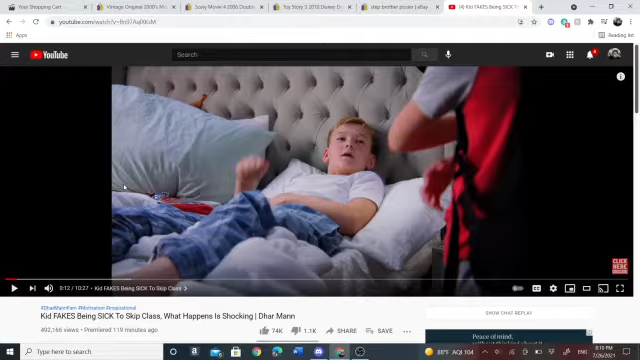 Your Shopping Cart
Vintage Original 2000's M
Scary Movie 4 2006 Double
Toy Story 3 2010 Disney D
step brother poster | eBay
(4) Kid FAKES Being SICK To Sk
youtube.com/watch?v=
Apps
Reading list
YouTube
Search
4
CLICK
HERE
0:12 / 10:27 • Kid FAKES Being SICK To Skip Class
#DharMannFam #Motivation #Inspirational
Kid FAKES Being SICK To Skip Class, What Happens Is Shocking | Dhar Mann
492,166 views • Premiered 119 minutes ago
74K
1.1K
SHARE
SAVE
SHOW CHAT REPLAY
Peace of mind,
Type here to search
88°F AQI 104
8:10 PM
7/26/2021